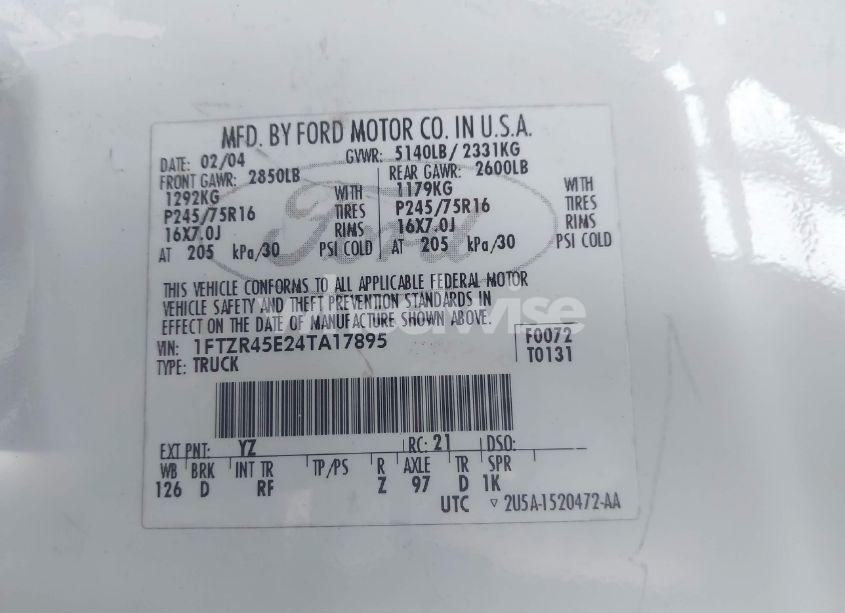 MFD. BY FORD MOTOR CO. IN U.S.A.
DATE: 02/04 GVWR: 5140LB/ 2331KG
FRONT GAWR: 2850LB REAR GAWR: 2600LB
1292KG WITH 1179KG WITH
P245/75R16 TIRES P245/75R16 TIRES
16X7.0J RIMS 16X7.0J RIMS
AT 205 kPa/30 PSI COLD AT 205 kPa/30 PSI COLD
Ford
THIS VEHICLE CONFORMS TO ALL APPLICABLE FEDERAL MOTOR
VEHICLE SAFETY AND THEFT PREVENTION STANDARDS IN
EFFECT ON THE DATE OF MANUFACTURE SHOWN ABOVE.
VIN: 1FTZR45E24TA17895 F0072
TYPE: TRUCK T0131
EXT PNT: YZ RC: 21 DSO:
WB BRK INT TR TP/PS R AXLE TR SPR
126 D RF Z 97 D 1K
UTC ▽ 2U5A-1520472-AA